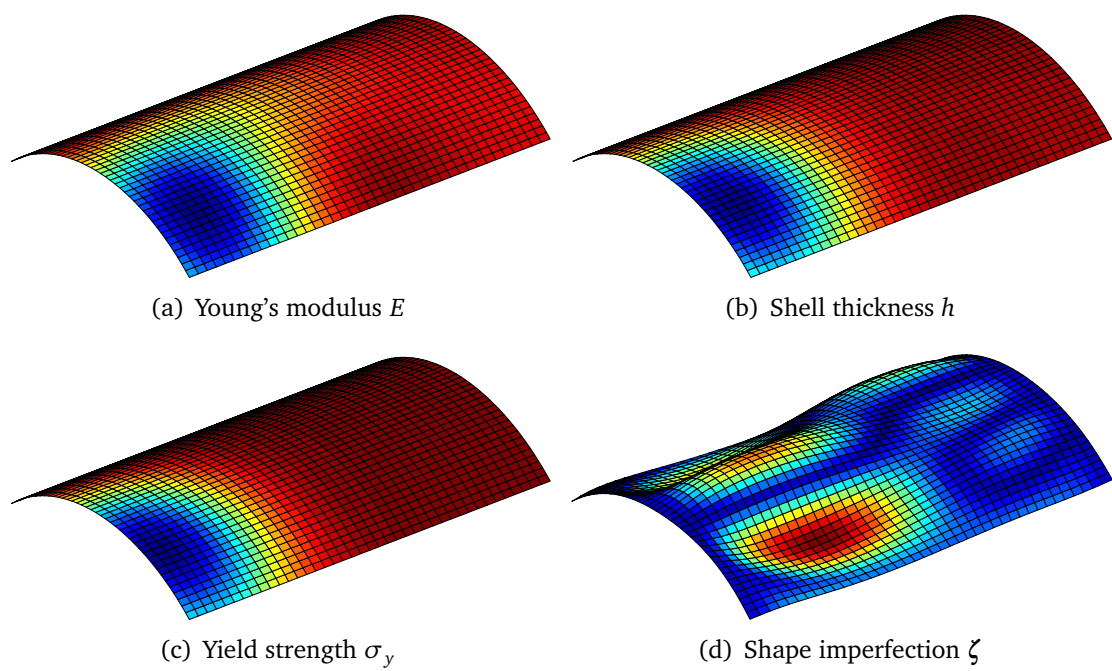 (a) Young's modulus E
(b) Shell thickness h
(c) Yield strength σ_y
(d) Shape imperfection ζ